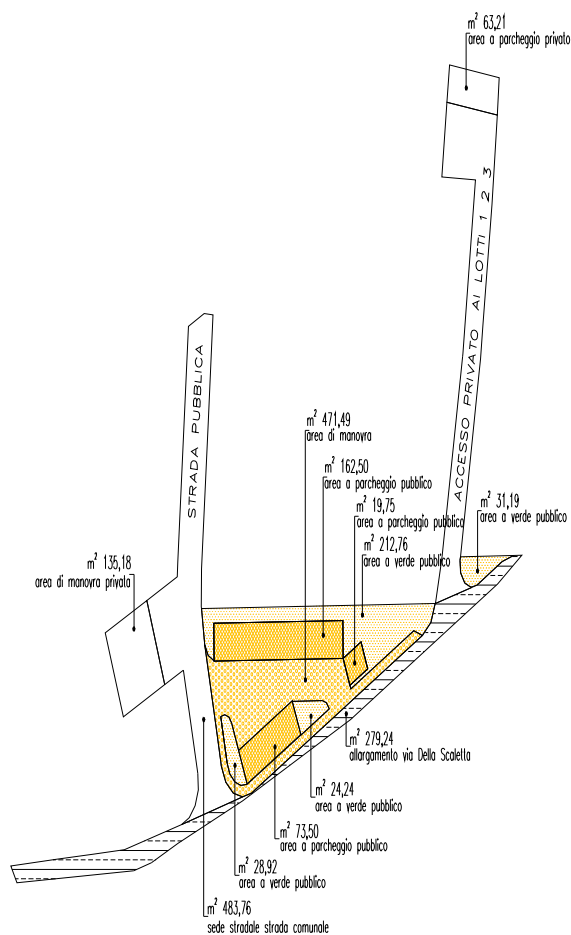 m² 63,21
area a parcheggio privato
ACCESSO PRIVATO AI LOTTI 1 2 3
STRADA PUBBLICA
m² 471,49
area di manovra
m² 162,50
area a parcheggio pubblico
m² 19,75
area a parcheggio pubblico
m² 31,19
area a verde pubblico
m² 212,76
area a verde pubblico
m² 135,18
area di manovra privata
m² 279,24
allargamento via Della Scaletta
m² 24,24
area a verde pubblico
m² 73,50
area a parcheggio pubblico
m² 28,92
area a verde pubblico
m² 483,76
sede stradale strada comunale